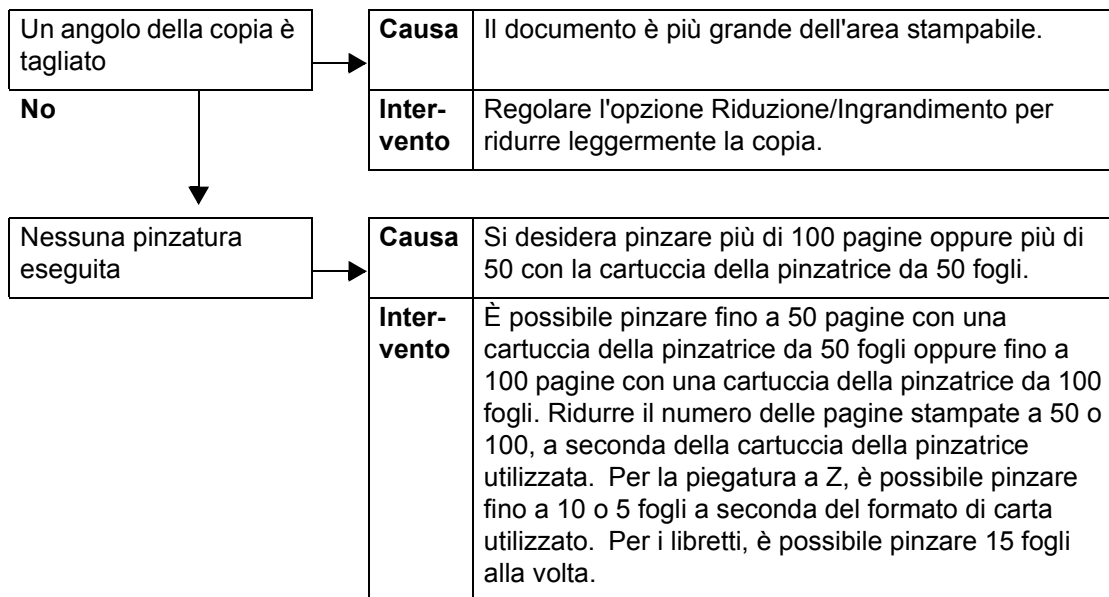 Un angolo della copia è
tagliato
Causa
Il documento è più grande dell'area stampabile.
No
Inter-
vento
Regolare l'opzione Riduzione/Ingrandimento per
ridurre leggermente la copia.
Nessuna pinzatura
eseguita
Causa
Si desidera pinzare più di 100 pagine oppure più di
50 con la cartuccia della pinzatrice da 50 fogli.
Inter-
vento
È possibile pinzare fino a 50 pagine con una
cartuccia della pinzatrice da 50 fogli oppure fino a
100 pagine con una cartuccia della pinzatrice da 100
fogli. Ridurre il numero delle pagine stampate a 50 o
100, a seconda della cartuccia della pinzatrice
utilizzata.  Per la piegatura a Z, è possibile pinzare
fino a 10 o 5 fogli a seconda del formato di carta
utilizzato.  Per i libretti, è possibile pinzare 15 fogli
alla volta.